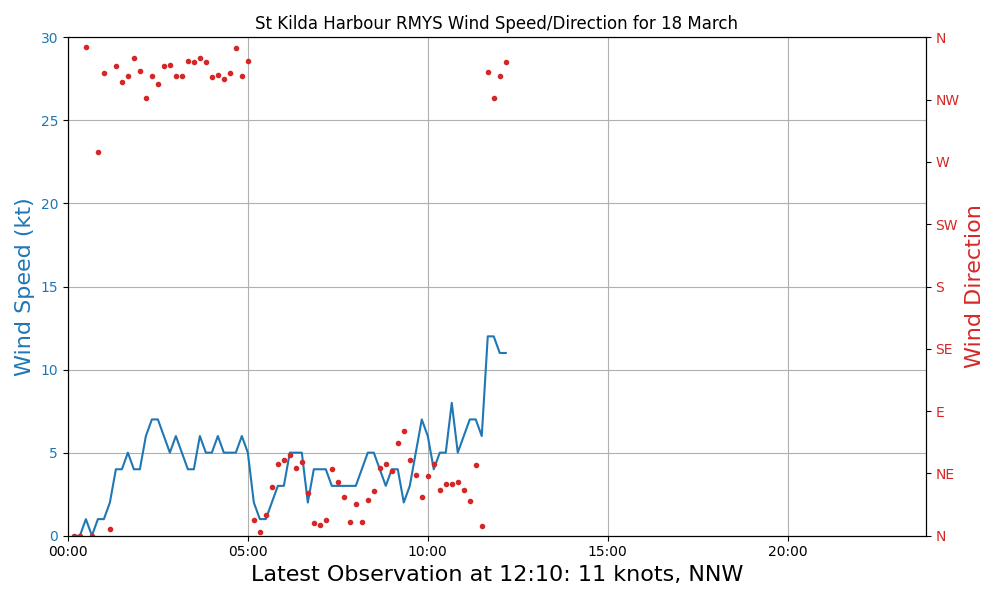 St Kilda Harbour RMYS Wind Speed/Direction for 18 March
30
25
20
15
10
5
0
Wind Speed (kt)
N
NW
W
SW
S
SE
E
NE
N
Wind Direction
00:00
05:00
10:00
15:00
20:00
Latest Observation at 12:10: 11 knots, NNW